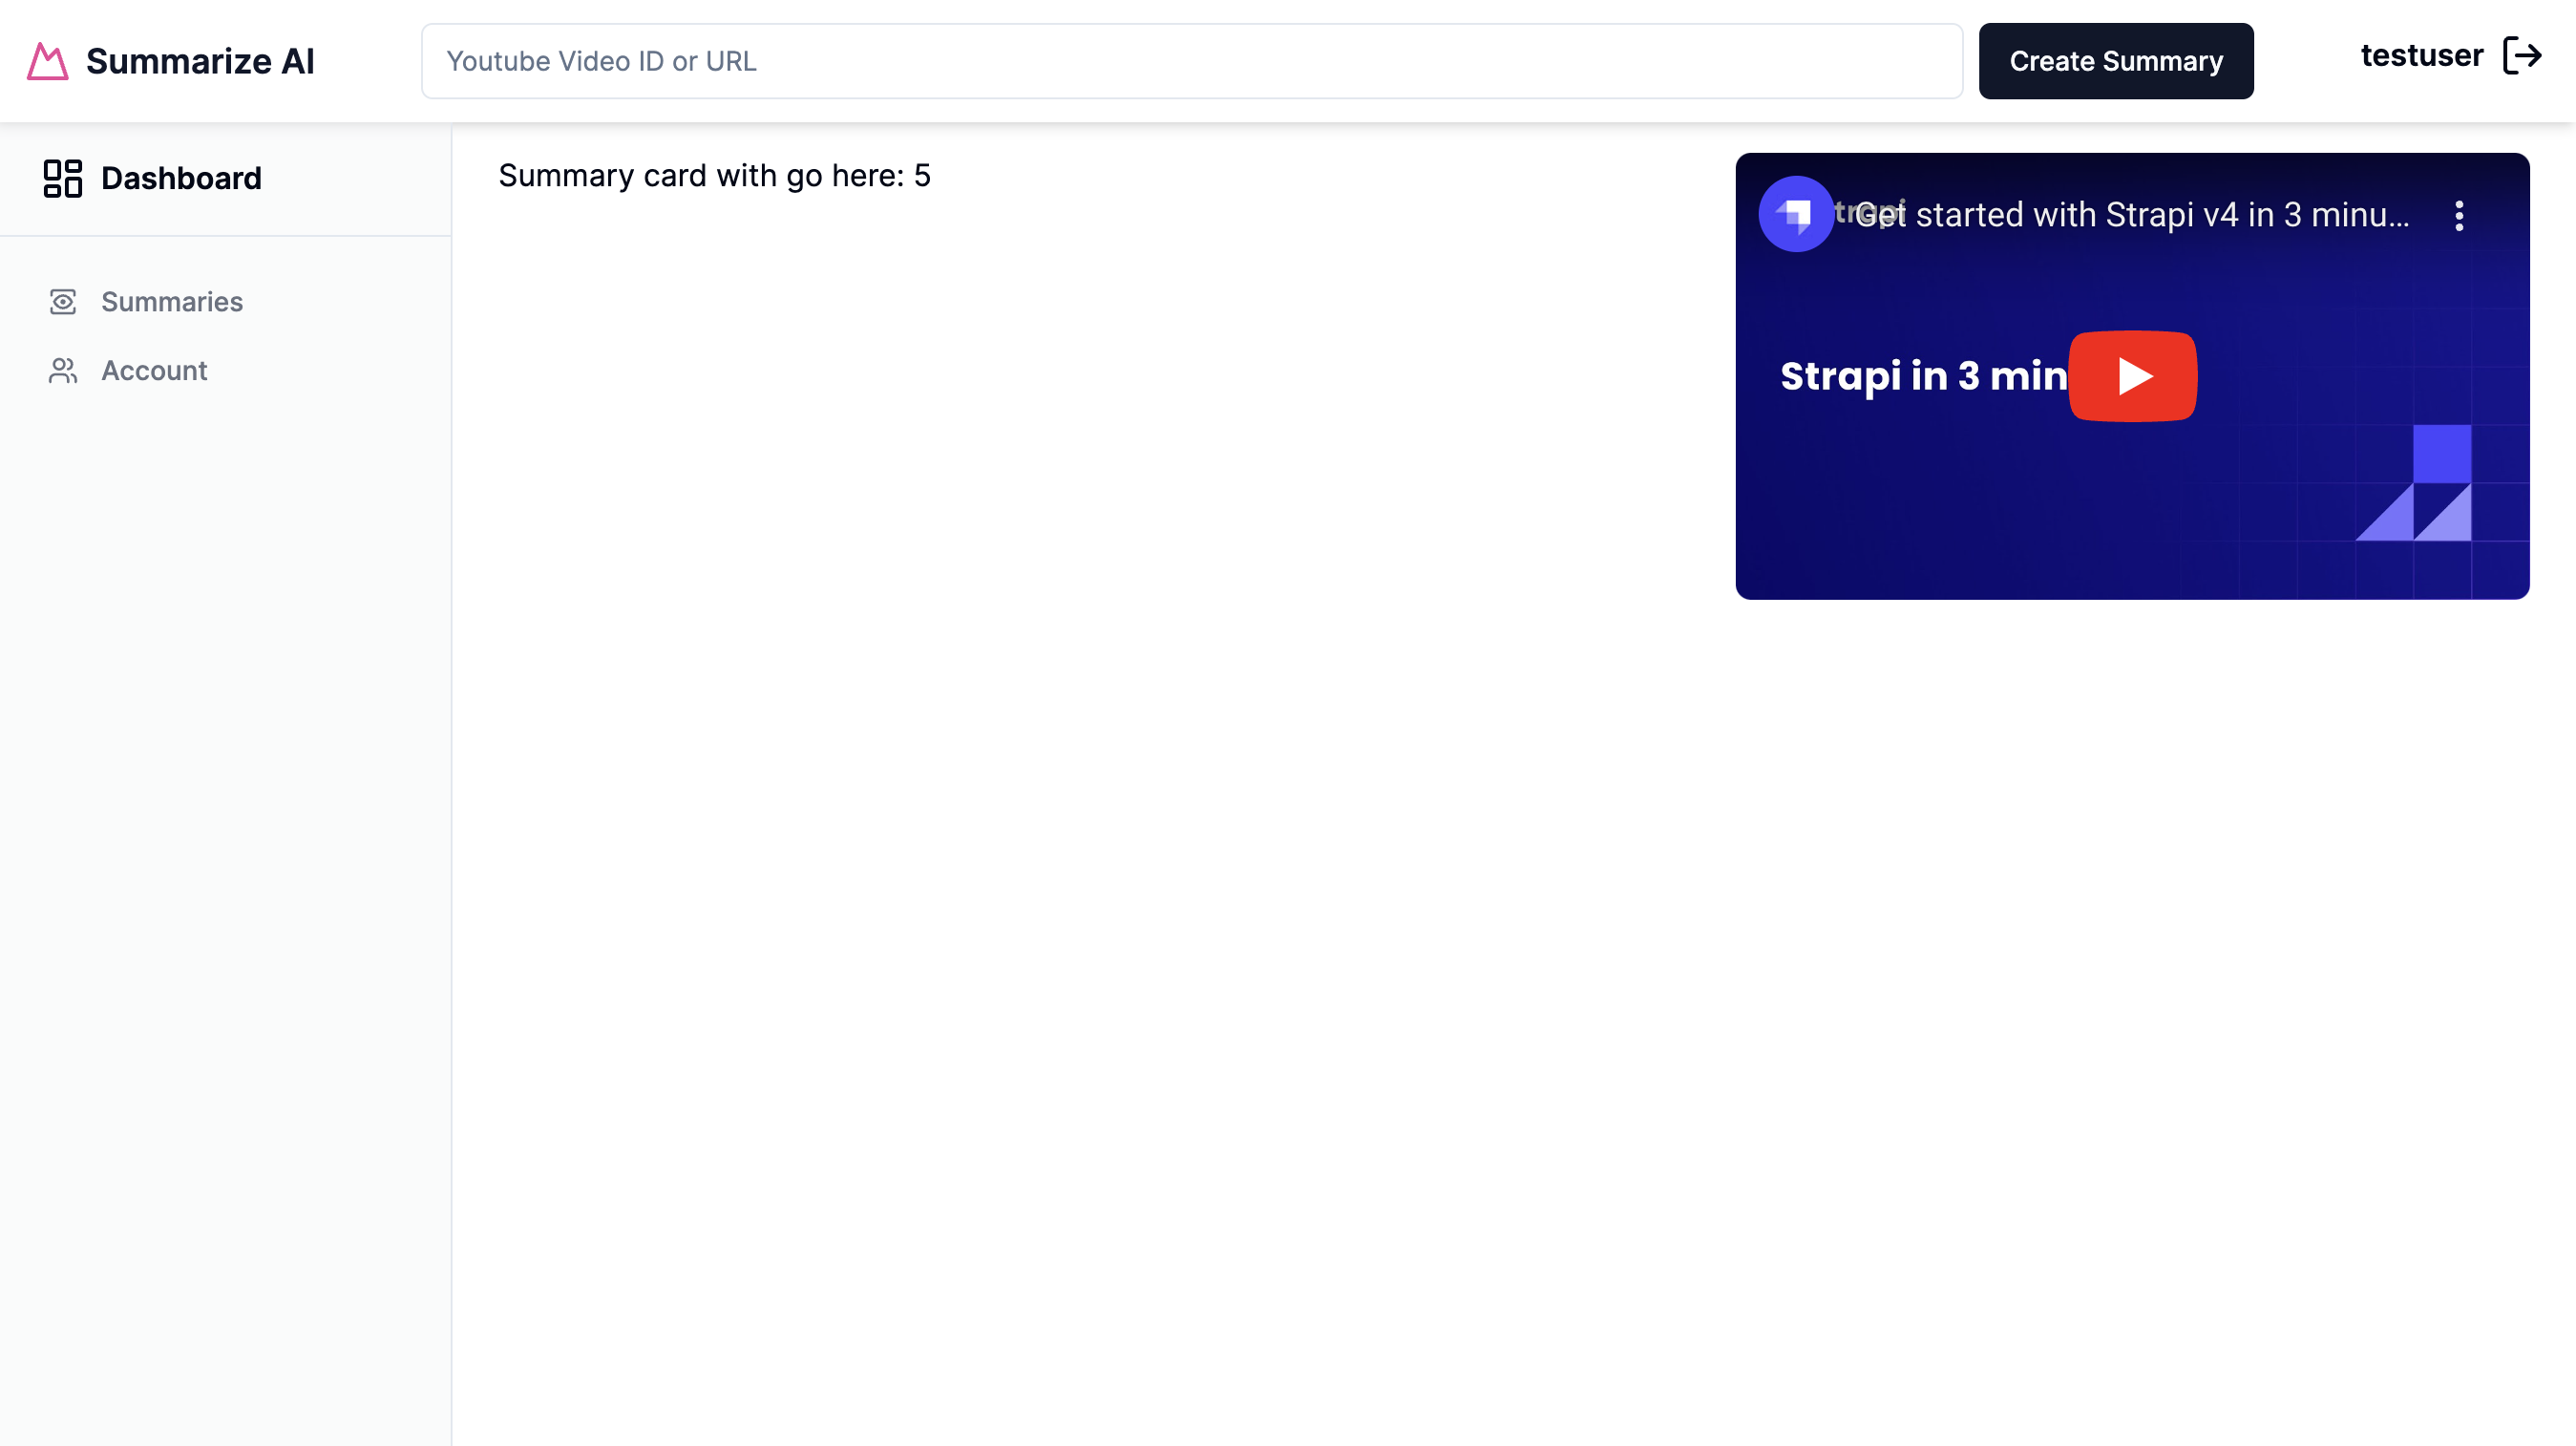 Summarize AI
Youtube Video ID or URL
Create Summary
testuser
Dashboard
Summaries
Account
Summary card with go here: 5
Get started with Strapi v4 in 3 minu...
Strapi in 3 min